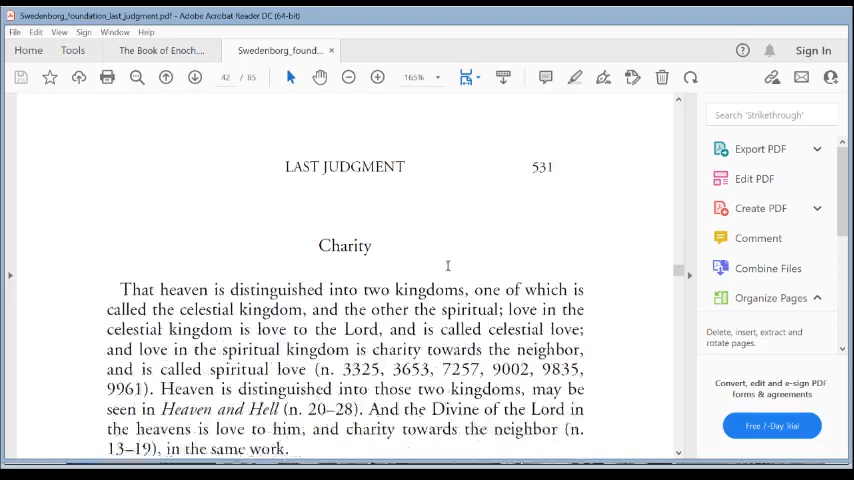 Swedenborg_foundation_last_judgment.pdf - Adobe Acrobat Reader DC (64-bit)
File Edit View Sign Window Help
Home Tools The Book of Enoch.... Swedenborg_found... × Sign In
42 / 85 165%
LAST JUDGMENT 531
Charity
That heaven is distinguished into two kingdoms, one of which is
called the celestial kingdom, and the other the spiritual; love in the
celestial kingdom is love to the Lord, and is called celestial love;
and love in the spiritual kingdom is charity towards the neighbor,
and is called spiritual love (n. 3325, 3653, 7257, 9002, 9835,
9961). Heaven is distinguished into those two kingdoms, may be
seen in Heaven and Hell (n. 20–28). And the Divine of the Lord in
the heavens is love to him, and charity towards the neighbor (n.
13–19), in the same work.
Search 'Strikethrough'
Export PDF
Edit PDF
Create PDF
Comment
Combine Files
Organize Pages
Delete, insert, extract and
rotate pages.
Convert, edit and e-sign PDF
forms & agreements
Free 7-Day Trial